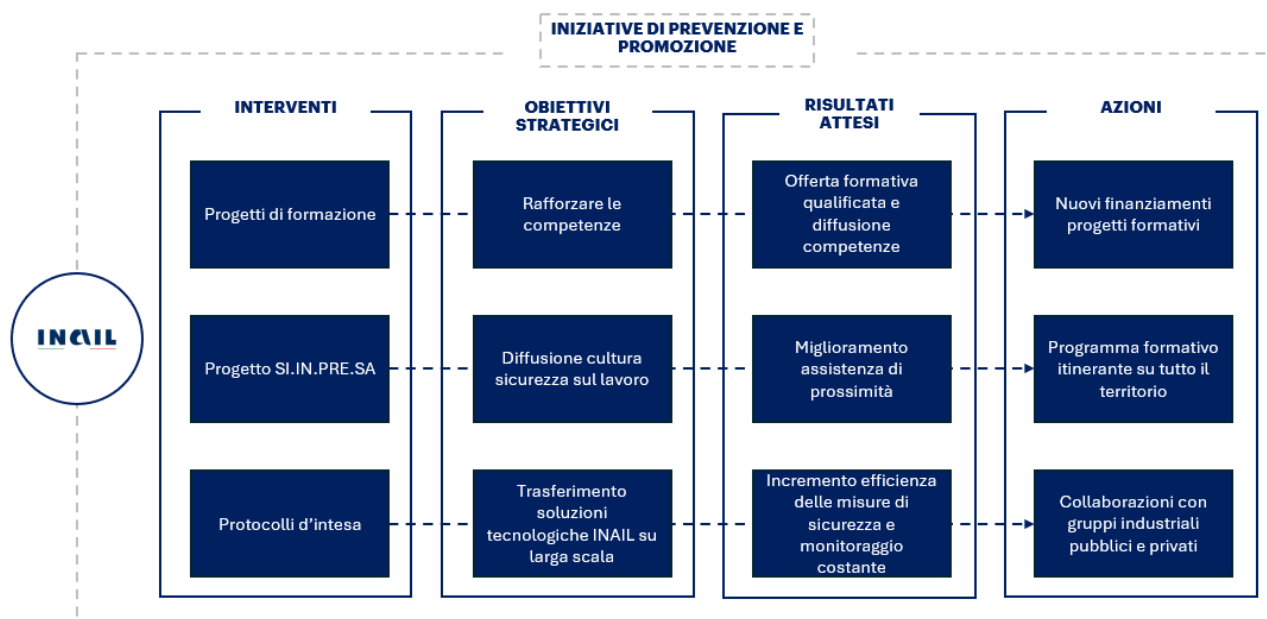 INIZIATIVE DI PREVENZIONE E
PROMOZIONE
INTERVENTI
OBIETTIVI
STRATEGICI
RISULTATI
ATTESI
AZIONI
Progetti di formazione
Rafforzare le
competenze
Offerta formativa
qualificata e
diffusione
competenze
Nuovi finanziamenti
progetti formativi
INAIL
Progetto SI.IN.PRE.SA
Diffusione cultura
sicurezza sul lavoro
Miglioramento
assistenza di
prossimità
Programma formativo
itinerante su tutto il
territorio
Protocolli d’intesa
Trasferimento
soluzioni
tecnologiche INAIL su
larga scala
Incremento efficienza
delle misure di
sicurezza e
monitoraggio
costante
Collaborazioni con
gruppi industriali
pubblici e privati